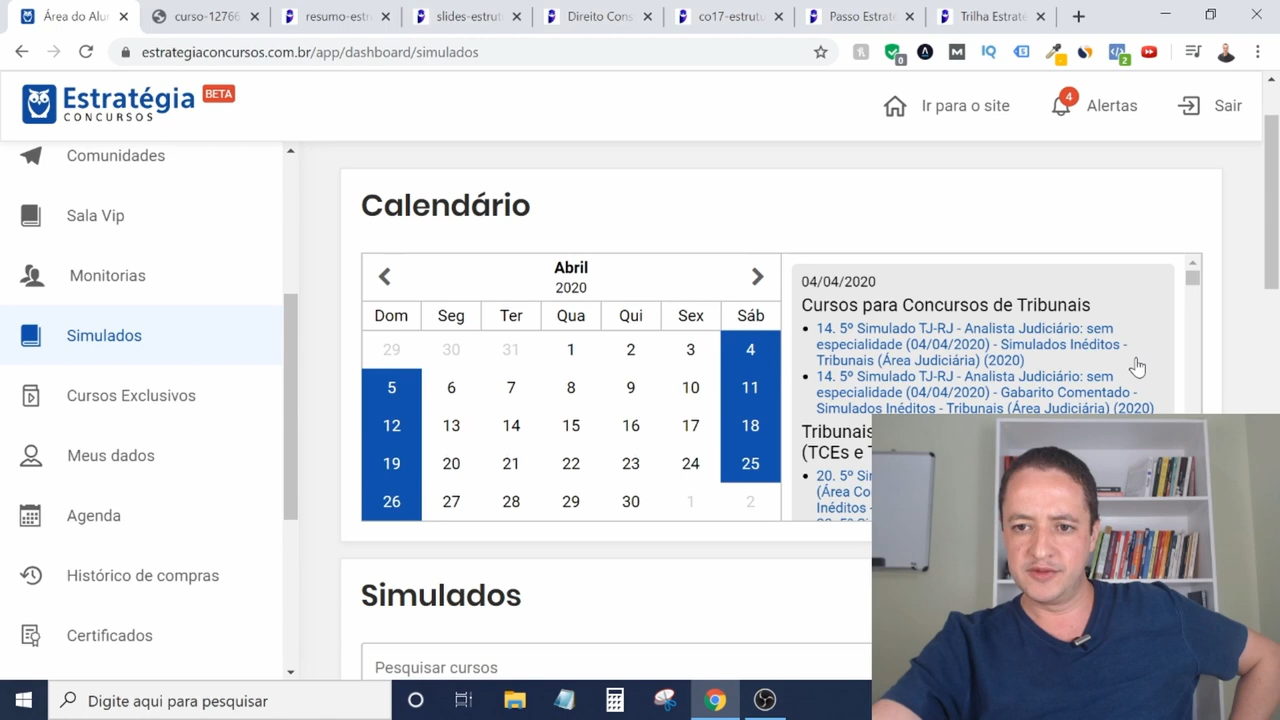 Área do Alu
curso-12766
resumo-estr
slides-estrut
Direito Cons
co17-estrutu
Passo Estrat
Trilha Estraté
estrategiaconcursos.com.br/app/dashboard/simulados
0
2
Estratégia BETA
CONCURSOS
Ir para o site
4
Alertas
Sair
Comunidades
Sala Vip
Monitorias
Simulados
Cursos Exclusivos
Meus dados
Agenda
Histórico de compras
Certificados
Calendário
Abril
2020
Dom Seg Ter Qua Qui Sex Sáb
29 30 31 1 2 3 4
5 6 7 8 9 10 11
12 13 14 15 16 17 18
19 20 21 22 23 24 25
26 27 28 29 30 1 2
04/04/2020
Cursos para Concursos de Tribunais
14. 5º Simulado TJ-RJ - Analista Judiciário: sem
especialidade (04/04/2020) - Simulados Inéditos -
Tribunais (Área Judiciária) (2020)
14. 5º Simulado TJ-RJ - Analista Judiciário: sem
especialidade (04/04/2020) - Gabarito Comentado -
Simulados Inéditos - Tribunais (Área Judiciária) (2020)
Tribunais
(TCEs e
20. 5º Si
(Área Co
Inéditos -
Simulados
Pesquisar cursos
Digite aqui para pesquisar